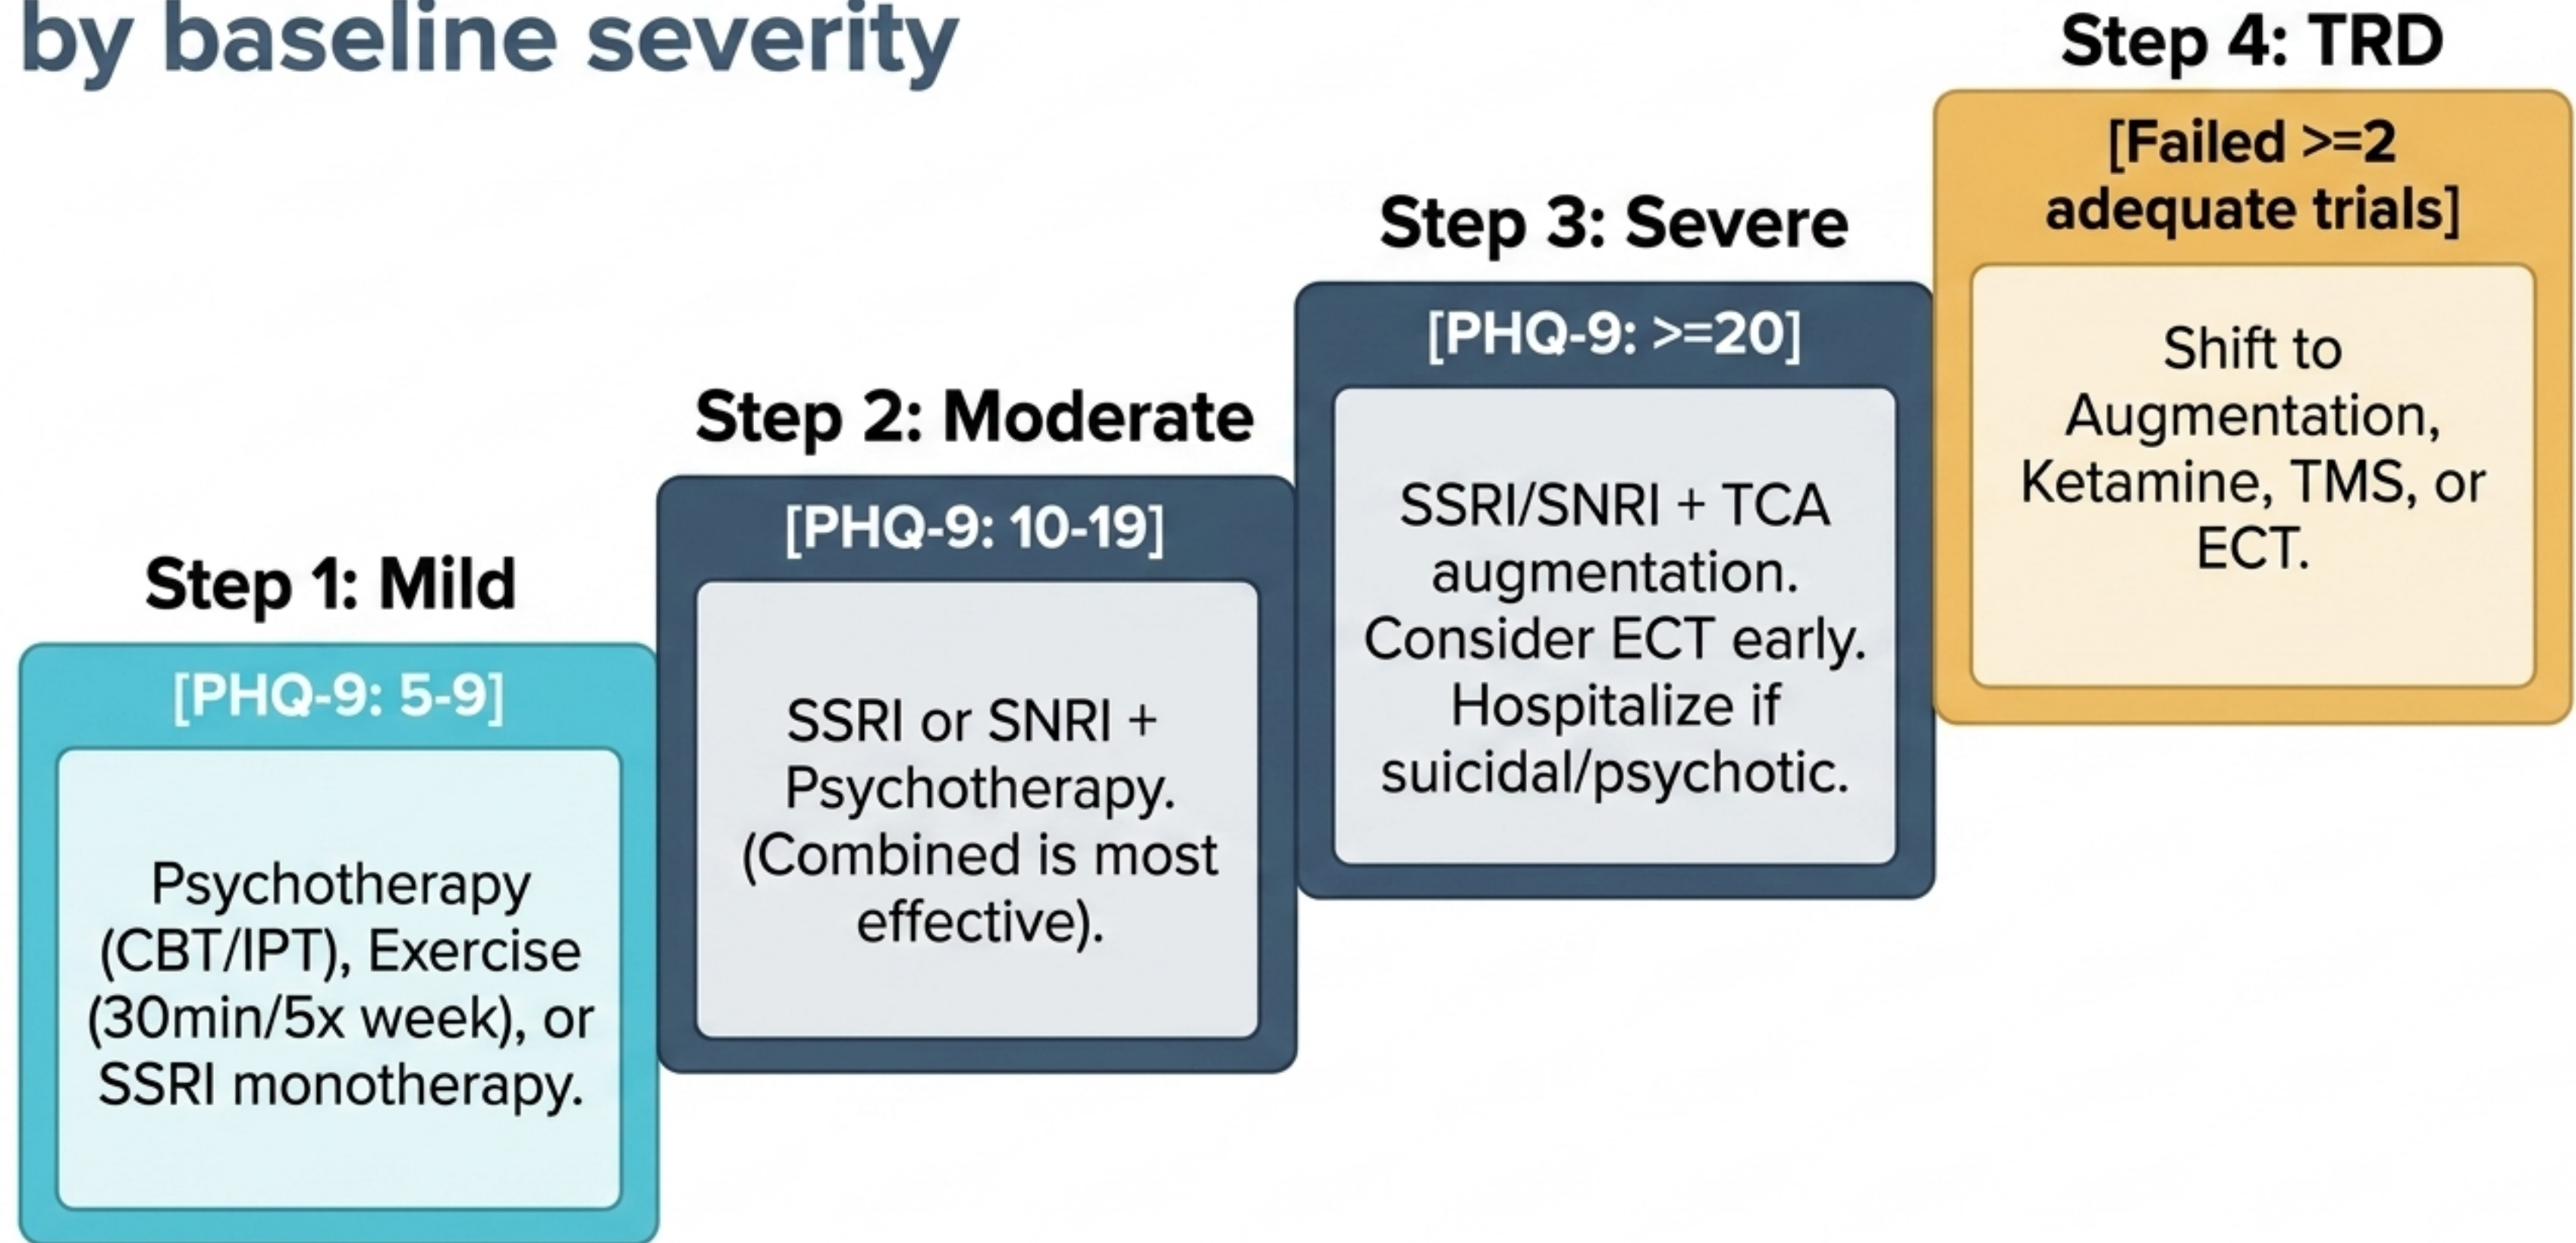 by baseline severity
Step 1: Mild
[PHQ-9: 5-9]
Psychotherapy
(CBT/IPT), Exercise
(30min/5x week), or
SSRI monotherapy.
Step 2: Moderate
[PHQ-9: 10-19]
SSRI or SNRI +
Psychotherapy.
(Combined is most
effective).
Step 3: Severe
[PHQ-9: >=20]
SSRI/SNRI + TCA
augmentation.
Consider ECT early.
Hospitalize if
suicidal/psychotic.
Step 4: TRD
[Failed >=2
adequate trials]
Shift to
Augmentation,
Ketamine, TMS, or
ECT.